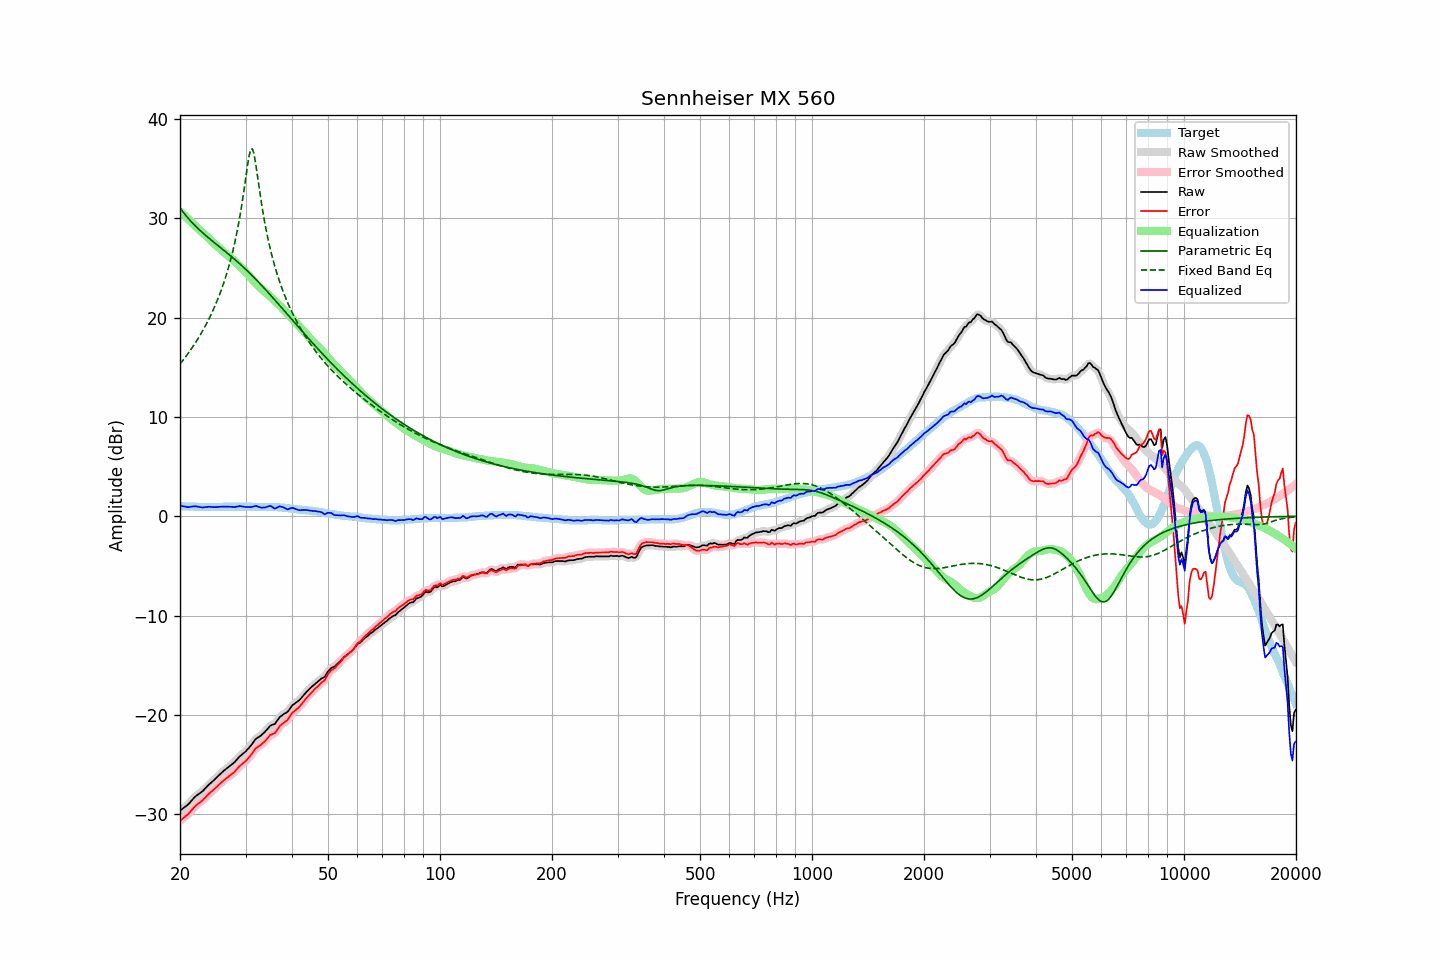 Sennheiser MX 560
Amplitude (dBr)
40
30
20
10
0
−10
−20
−30
Target
Raw Smoothed
Error Smoothed
Raw
Error
Equalization
Parametric Eq
Fixed Band Eq
Equalized
20 50 100 200 500 1000 2000 5000 10000 20000
Frequency (Hz)